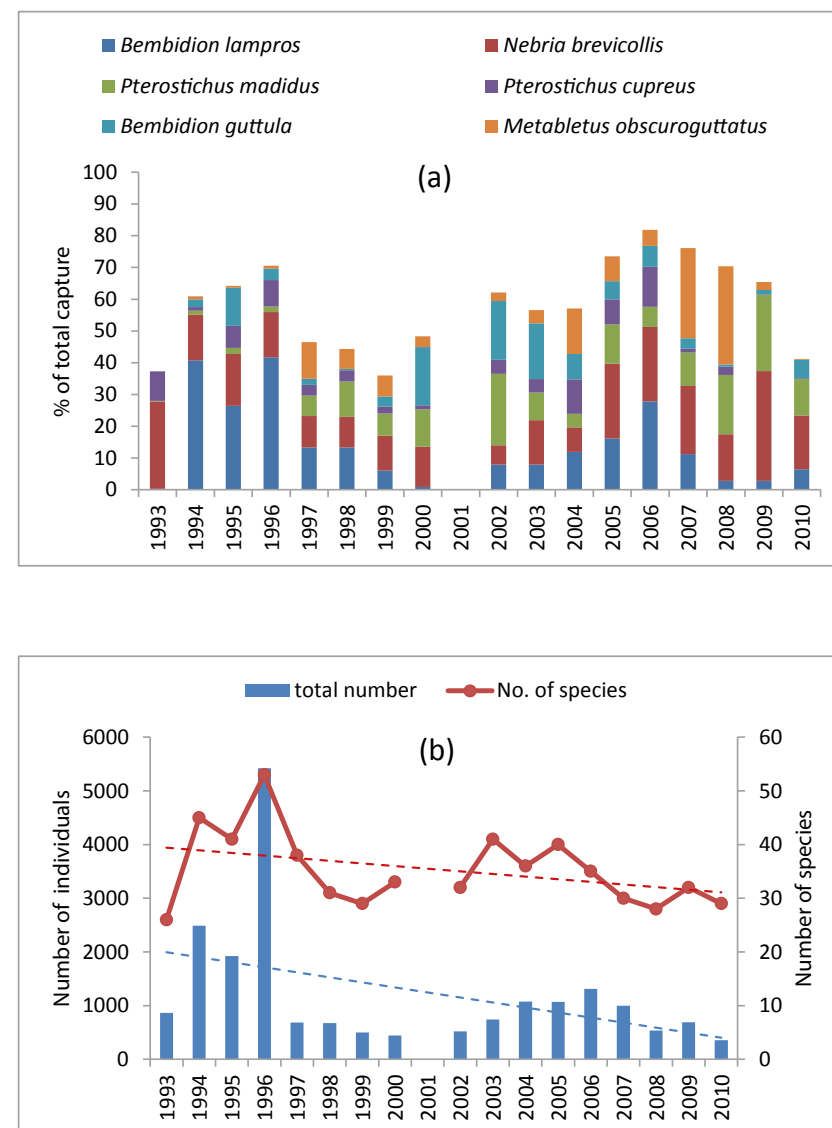 Bembidion lampros Nebria brevicollis
Pterostichus madidus Pterostichus cupreus
Bembidion guttula Metabletus obscuroguttatus
(a)
% of total capture
100
90
80
70
60
50
40
30
20
10
0
1993 1994 1995 1996 1997 1998 1999 2000 2001 2002 2003 2004 2005 2006 2007 2008 2009 2010
total number No. of species
(b)
Number of individuals
6000
5000
4000
3000
2000
1000
0
60
50
40
30
20
10
0
Number of species
1993 1994 1995 1996 1997 1998 1999 2000 2001 2002 2003 2004 2005 2006 2007 2008 2009 2010